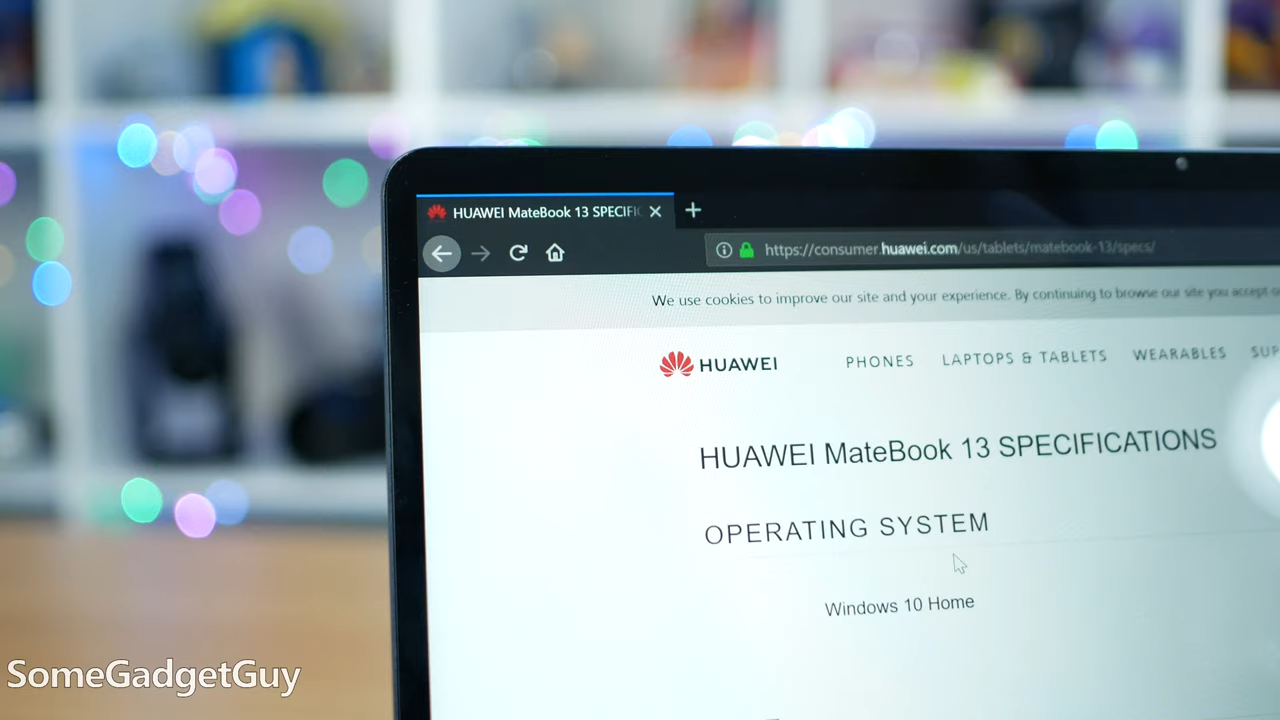 HUAWEI MateBook 13 SPECIFIC
https://consumer.huawei.com/us/tablets/matebook-13/specs/
We use cookies to improve our site and your experience. By continuing to browse our site you accept
HUAWEI
PHONES
LAPTOPS & TABLETS
WEARABLES
SUP
HUAWEI MateBook 13 SPECIFICATIONS
OPERATING SYSTEM
Windows 10 Home
SomeGadgetGuy